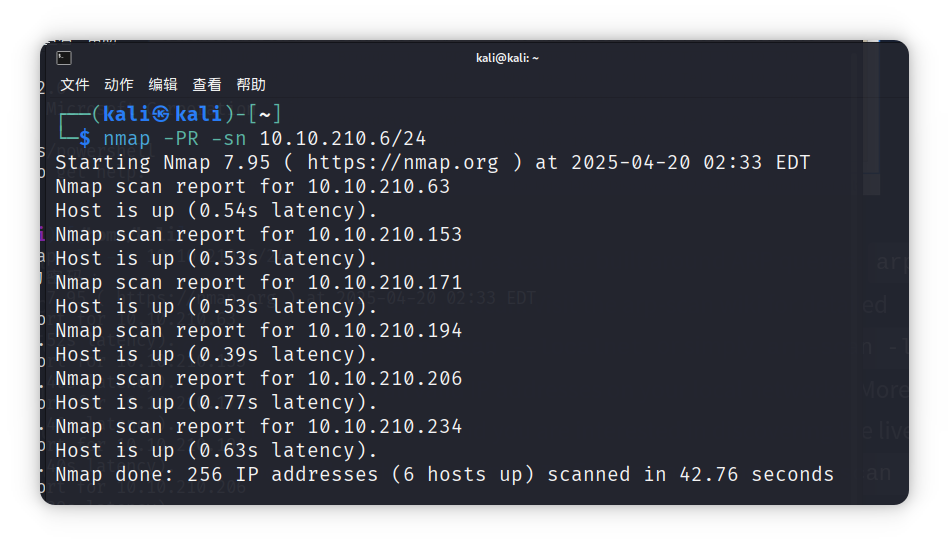 kali@kali: ~
文件 动作 编辑 查看 帮助
┌──(kali㉿kali)-[~]
└─$ nmap -PR -sn 10.10.210.6/24
Starting Nmap 7.95 ( https://nmap.org ) at 2025-04-20 02:33 EDT
Nmap scan report for 10.10.210.63
Host is up (0.54s latency).
Nmap scan report for 10.10.210.153
Host is up (0.53s latency).
Nmap scan report for 10.10.210.171
Host is up (0.53s latency).
Nmap scan report for 10.10.210.194
Host is up (0.39s latency).
Nmap scan report for 10.10.210.206
Host is up (0.77s latency).
Nmap scan report for 10.10.210.234
Host is up (0.63s latency).
Nmap done: 256 IP addresses (6 hosts up) scanned in 42.76 seconds